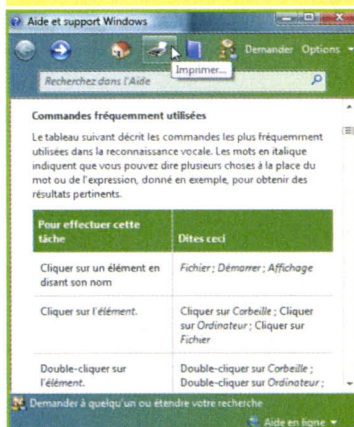 Aide et support Windows
Demander Options
Imprimer...
Recherchez dans l'Aide
Commandes fréquemment utilisées
Le tableau suivant décrit les commandes les plus fréquemment
utilisées dans la reconnaissance vocale. Les mots en italique
indiquent que vous pouvez dire plusieurs choses à la place du
mot ou de l'expression, donné en exemple, pour obtenir des
résultats pertinents.
Pour effectuer cette
tâche
Dites ceci
Cliquer sur un élément en
disant son nom
Fichier ; Démarrer ; Affichage
Cliquer sur l'élément.
Cliquer sur Corbeille ; Cliquer
sur Ordinateur ; Cliquer sur
Fichier
Double-cliquer sur
l'élément.
Double-cliquer sur Corbeille ;
Double-cliquer sur Ordinateur ;
Demander à quelqu'un ou étendre votre recherche
Aide en ligne